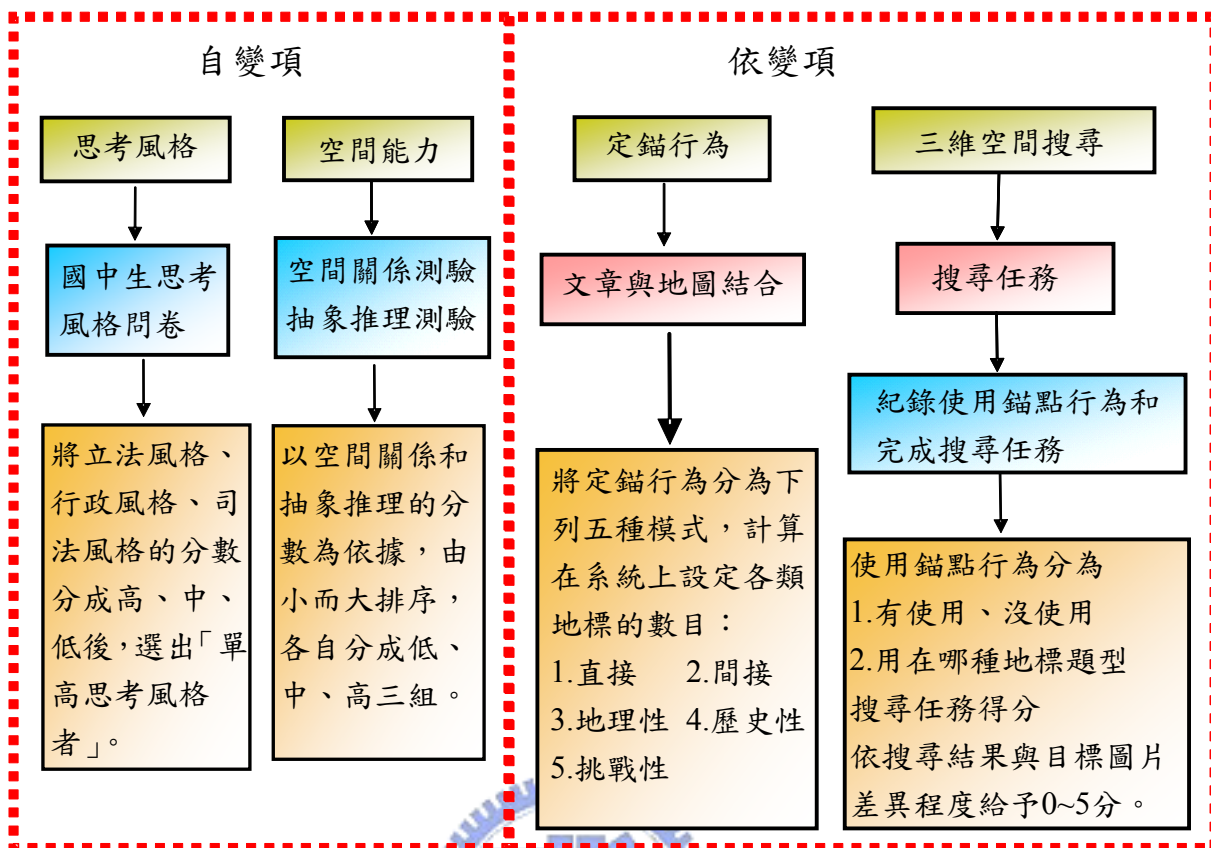 自變項
思考風格
國中生思考
風格問卷
將立法風格、
行政風格、司
法風格的分數
分成高、中、
低後，選出「單
高思考風格
者」。
空間能力
空間關係測驗
抽象推理測驗
以空間關係和
抽象推理的分
數為依據，由
小而大排序，
各自分成低、
中、高三組。
依變項
定錨行為
文章與地圖結合
將定錨行為分為下
列五種模式，計算
在系統上設定各類
地標的數目：
1.直接 2.間接
3.地理性 4.歷史性
5.挑戰性
三維空間搜尋
搜尋任務
紀錄使用錨點行為和
完成搜尋任務
使用錨點行為分為
1.有使用、沒使用
2.用在哪種地標題型
搜尋任務得分
依搜尋結果與目標圖片
差異程度給予0~5分。